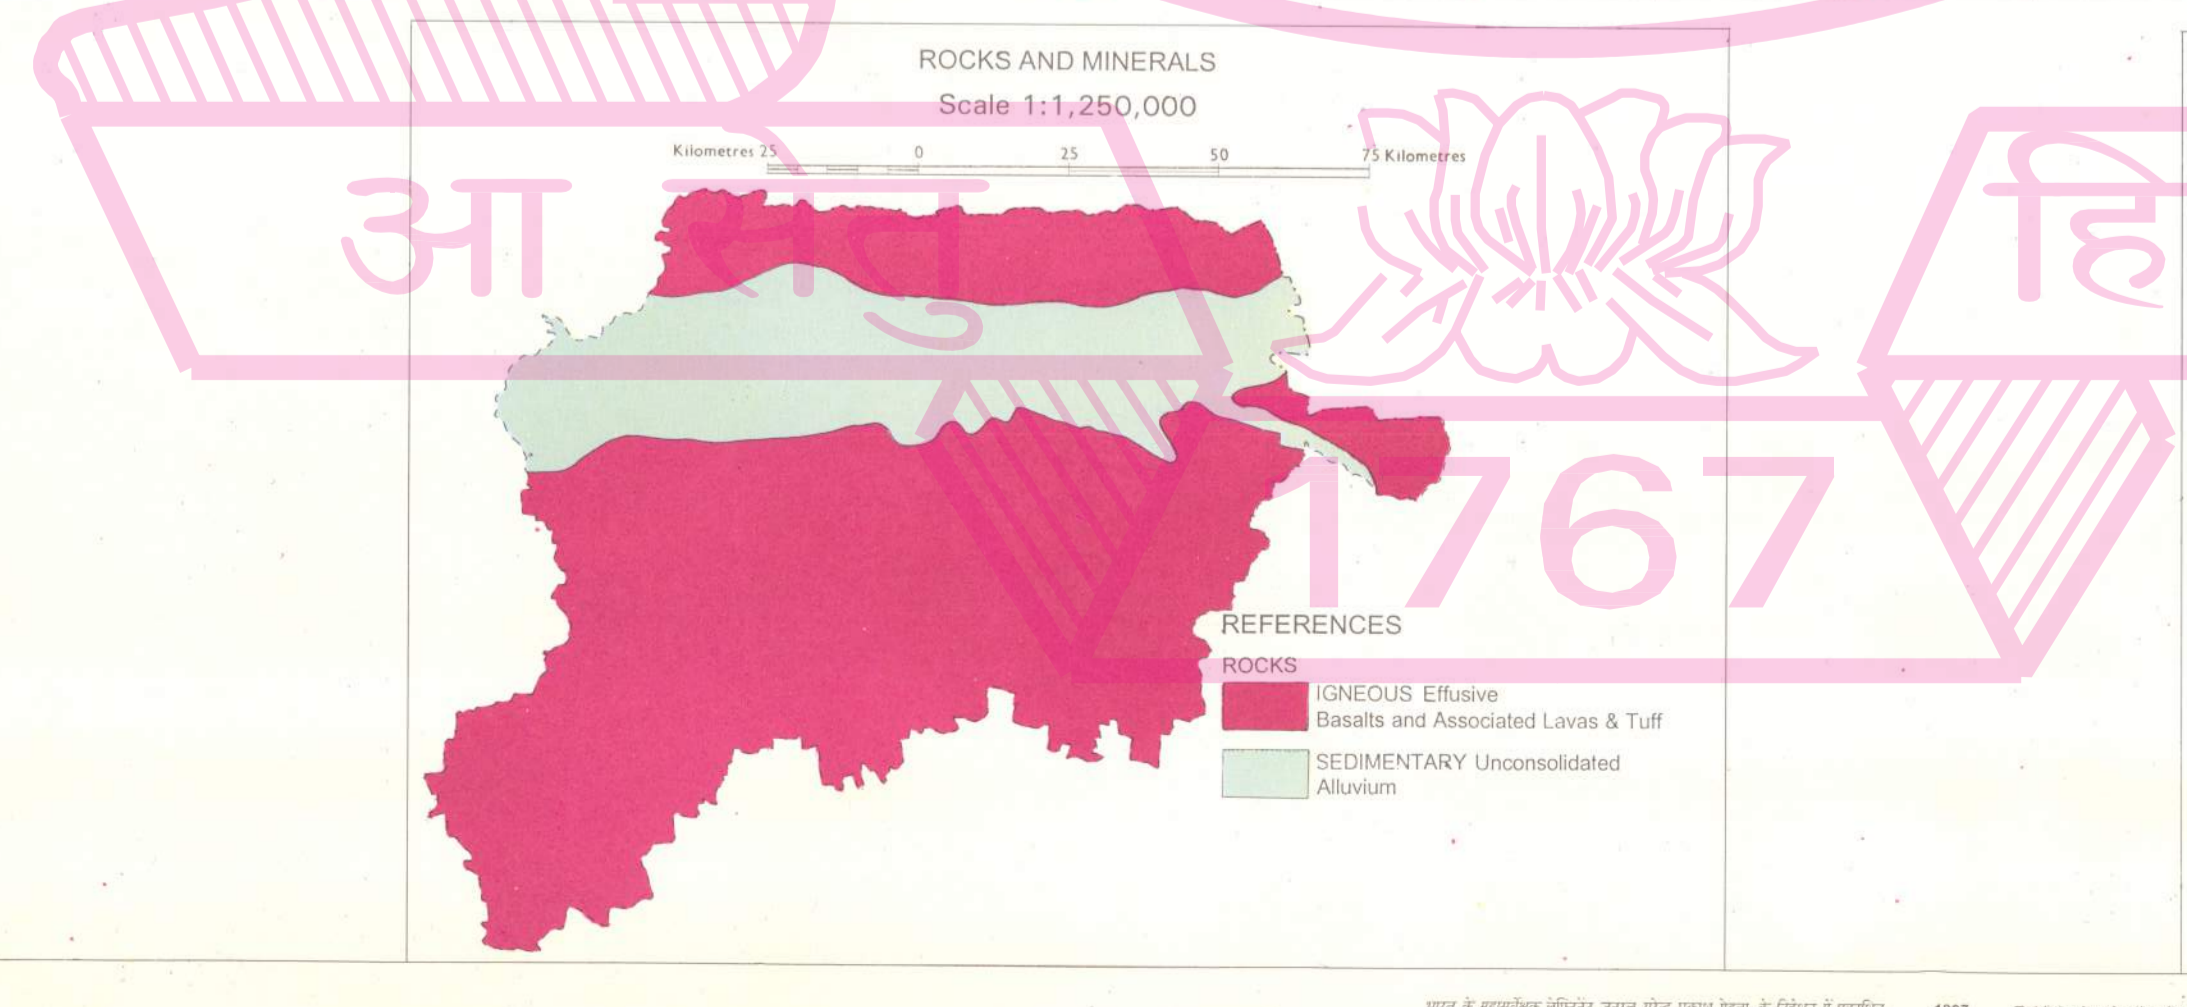 ROCKS AND MINERALS
Scale 1:1,250,000
Kilometres 25 0 25 50 75 Kilometres
आ सेतु
हि
1767
REFERENCES
ROCKS
IGNEOUS Effusive
Basalts and Associated Lavas & Tuff
SEDIMENTARY Unconsolidated
Alluvium